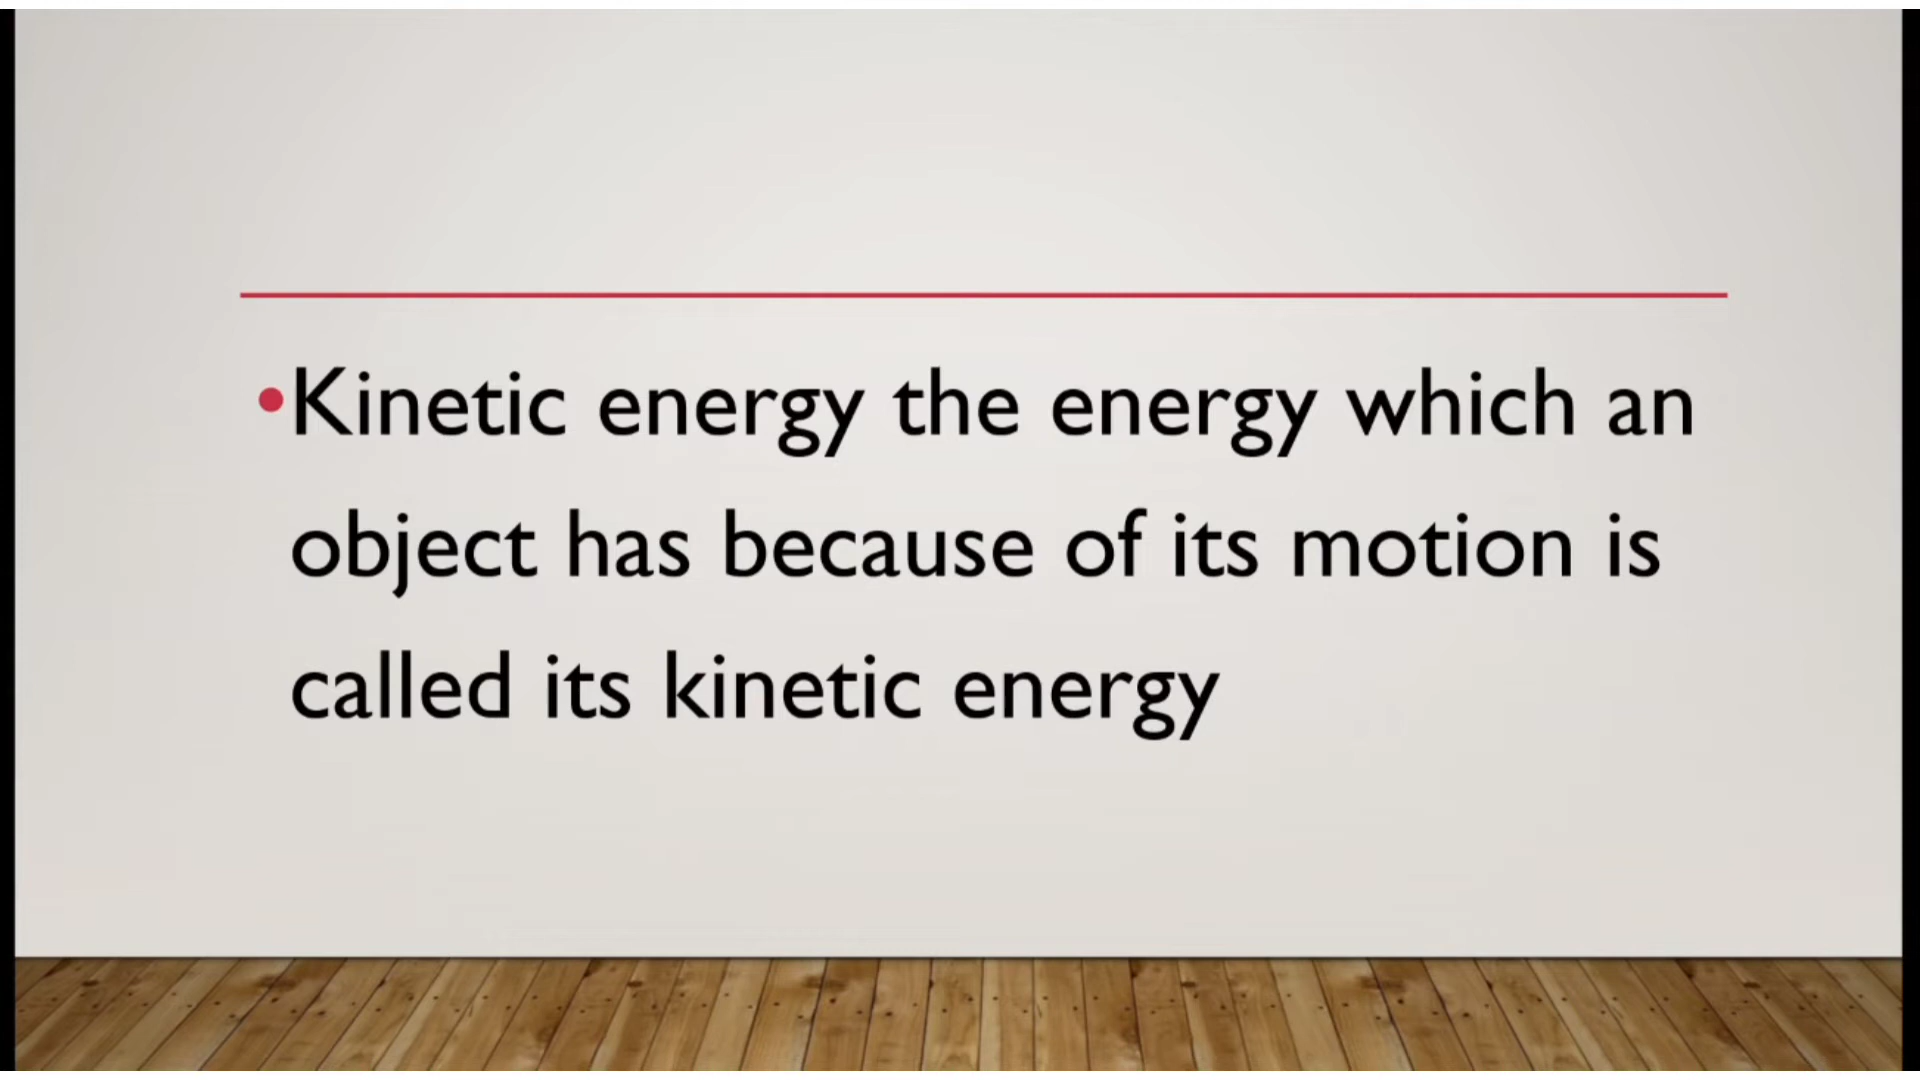 •Kinetic energy the energy which an
object has because of its motion is
called its kinetic energy